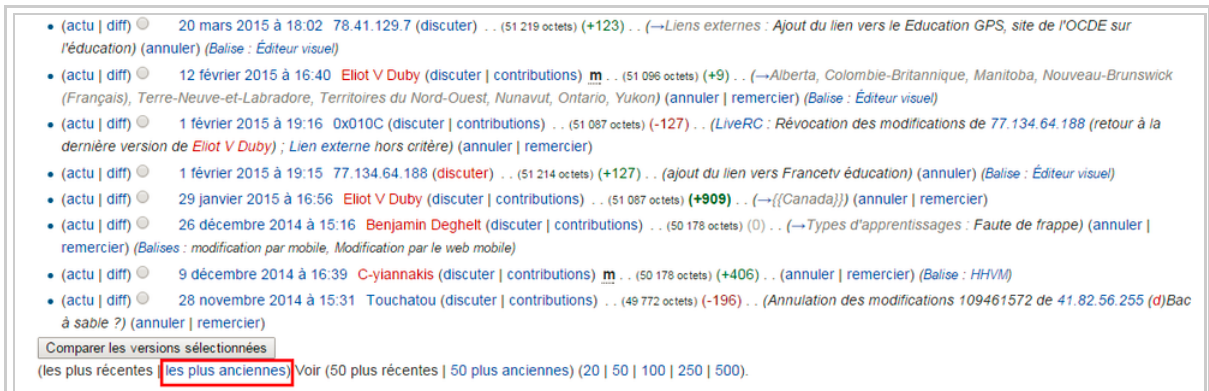 • (actu | diff) 20 mars 2015 à 18:02 78.41.129.7 (discuter) . . (51 219 octets) (+123) . . (→Liens externes : Ajout du lien vers le Education GPS, site de l'OCDE sur
l'éducation) (annuler) (Balise : Éditeur visuel)
• (actu | diff) 12 février 2015 à 16:40 Eliot V Duby (discuter | contributions) m . . (51 096 octets) (+9) . . (→Alberta, Colombie-Britannique, Manitoba, Nouveau-Brunswick
(Français), Terre-Neuve-et-Labradore, Territoires du Nord-Ouest, Nunavut, Ontario, Yukon) (annuler | remercier) (Balise : Éditeur visuel)
• (actu | diff) 1 février 2015 à 19:16 0x010C (discuter | contributions) . . (51 087 octets) (-127) . . (LiveRC : Révocation des modifications de 77.134.64.188 (retour à la
dernière version de Eliot V Duby) ; Lien externe hors critère) (annuler | remercier)
• (actu | diff) 1 février 2015 à 19:15 77.134.64.188 (discuter) . . (51 214 octets) (+127) . . (ajout du lien vers Francetv éducation) (annuler) (Balise : Éditeur visuel)
• (actu | diff) 29 janvier 2015 à 16:56 Eliot V Duby (discuter | contributions) . . (51 087 octets) (+909) . . (→{{Canada}}) (annuler | remercier)
• (actu | diff) 26 décembre 2014 à 15:16 Benjamin Deghelt (discuter | contributions) . . (50 178 octets) (0) . . (→Types d'apprentissages : Faute de frappe) (annuler |
remercier) (Balises : modification par mobile, Modification par le web mobile)
• (actu | diff) 9 décembre 2014 à 16:39 C-yiannakis (discuter | contributions) m . . (50 178 octets) (+406) . . (annuler | remercier) (Balise : HHVM)
• (actu | diff) 28 novembre 2014 à 15:31 Touchatou (discuter | contributions) . . (49 772 octets) (-196) . . (Annulation des modifications 109461572 de 41.82.56.255 (d)Bac
à sable ?) (annuler | remercier)
Comparer les versions sélectionnées
(les plus récentes | les plus anciennes) Voir (50 plus récentes | 50 plus anciennes) (20 | 50 | 100 | 250 | 500).